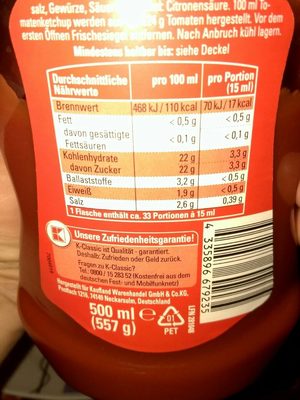 salz, Gewürze, Citronensäure. 100 ml To-
matenketchup werden aus g Tomaten hergestellt. Vor dem
ersten Öffnen Frischesiegel entfernen. Nach Anbruch kühl lagern.
Mindestens haltbar bis: siehe Deckel
Durchschnittliche Nährwerte pro 100 ml pro Portion (15 ml)
Brennwert 468 kJ / 110 kcal 70 kJ / 17 kcal
Fett < 0,5 g < 0,5 g
davon gesättigte Fettsäuren < 0,1 g < 0,1 g
Kohlenhydrate 22 g 3,3 g
davon Zucker 22 g 3,3 g
Ballaststoffe 3,2 g < 0,5 g
Eiweiß 1,9 g < 0,5 g
Salz 2,6 g 0,39 g
1 Flasche enthält ca. 33 Portionen à 15 ml
K Unsere Zufriedenheitsgarantie!
K-Classic ist Qualität - garantiert.
Deshalb: Zufrieden oder Geld zurück.
Fragen zu K-Classic?
Tel.: 0800 / 15 283 52 (Kostenfrei aus dem
deutschen Fest- und Mobilfunknetz)
Hergestellt für Kaufland Warenhandel GmbH & Co. KG,
Postfach 1216, 74149 Neckarsulm, Deutschland
500 ml e
(557 g)
01
PET
4 335896 679235